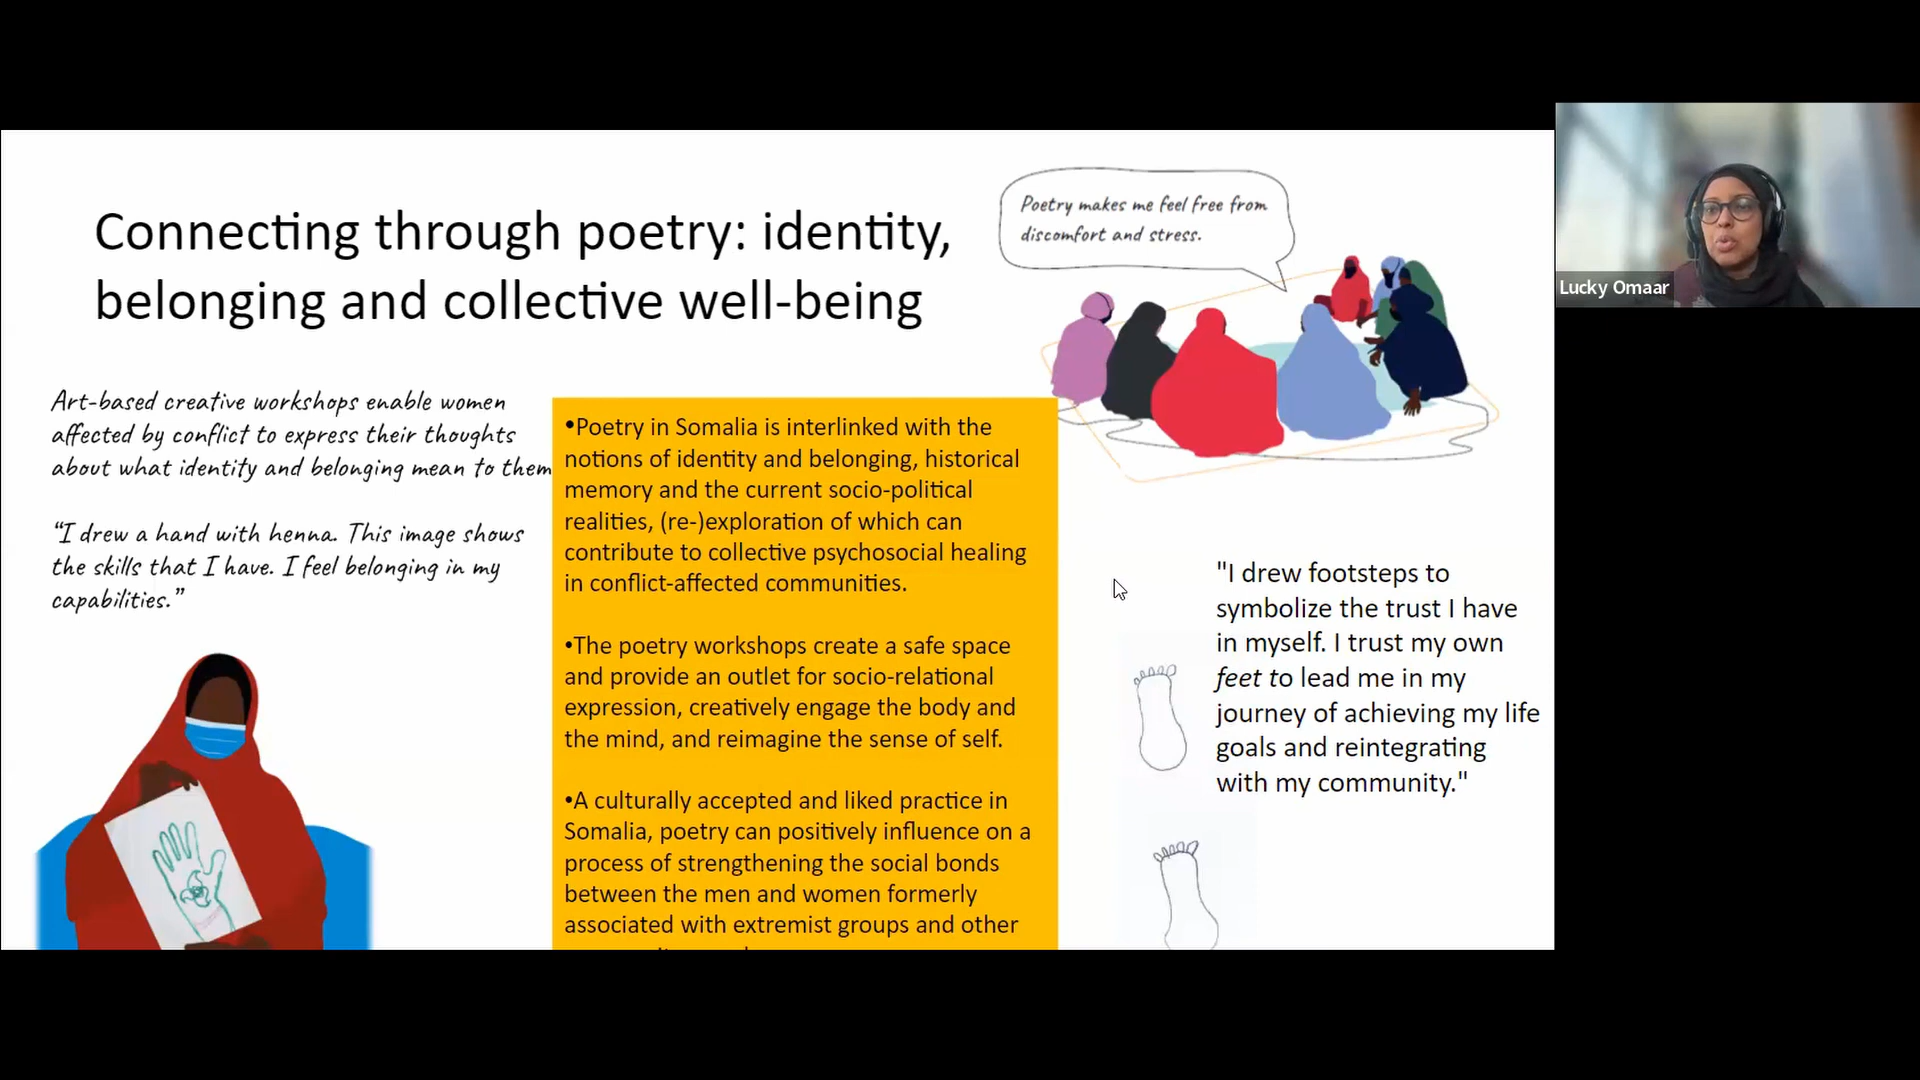 Connecting through poetry: identity,
belonging and collective well-being
Poetry makes me feel free from
discomfort and stress.
Art-based creative workshops enable women
affected by conflict to express their thoughts
about what identity and belonging mean to them
“I drew a hand with henna. This image shows
the skills that I have. I feel belonging in my
capabilities.”
•Poetry in Somalia is interlinked with the
notions of identity and belonging, historical
memory and the current socio-political
realities, (re-)exploration of which can
contribute to collective psychosocial healing
in conflict-affected communities.
•The poetry workshops create a safe space
and provide an outlet for socio-relational
expression, creatively engage the body and
the mind, and reimagine the sense of self.
•A culturally accepted and liked practice in
Somalia, poetry can positively influence on a
process of strengthening the social bonds
between the men and women formerly
associated with extremist groups and other
"I drew footsteps to
symbolize the trust I have
in myself. I trust my own
feet to lead me in my
journey of achieving my life
goals and reintegrating
with my community."
Lucky Omaar